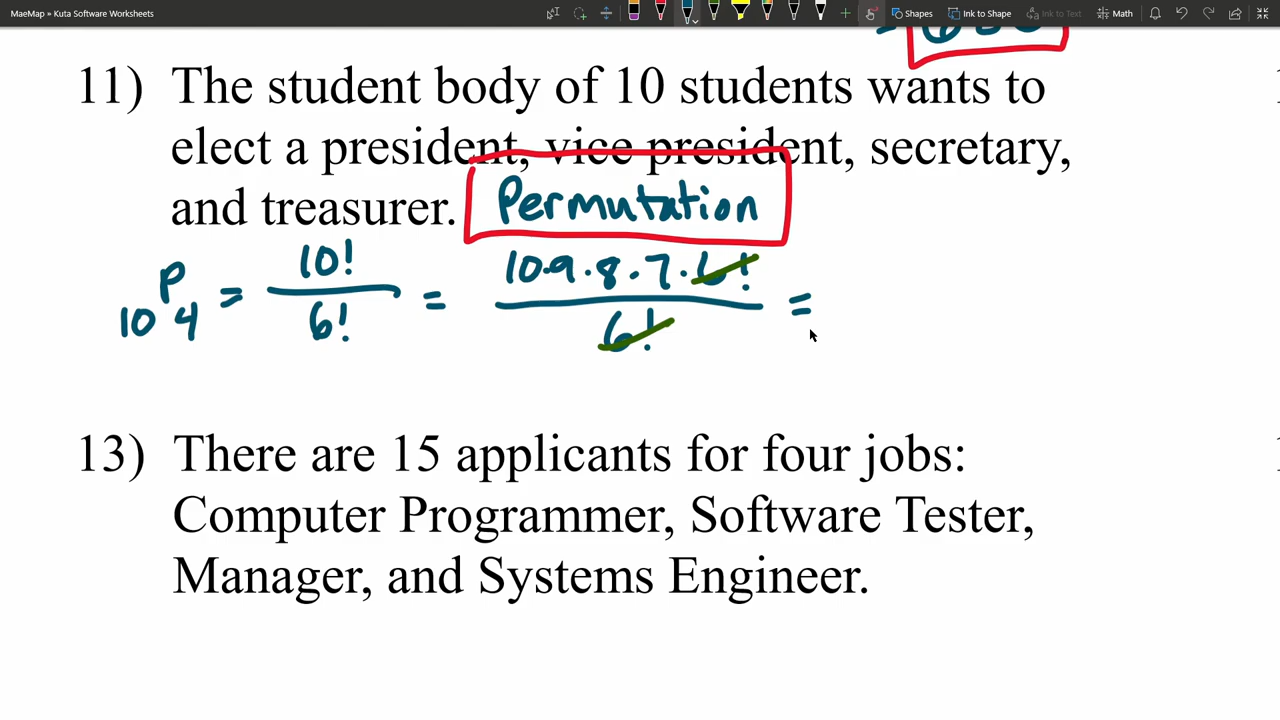 MaeMap » Kuta Software Worksheets
Shapes Ink to Shape Ink to Text Math
11) The student body of 10 students wants to
elect a president, vice president, secretary,
and treasurer. Permutation
10 P 4 = 10! / 6! = 10·9·8·7·6! / 6! =
13) There are 15 applicants for four jobs:
Computer Programmer, Software Tester,
Manager, and Systems Engineer.